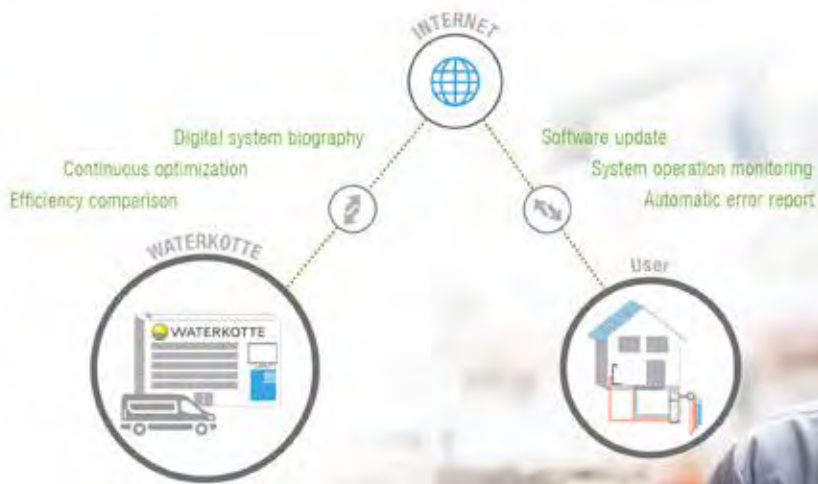 INTERNET
Digital system biography
Continuous optimization
Efficiency comparison
Software update
System operation monitoring
Automatic error report
WATERKOTTE
WATERKOTTE
User